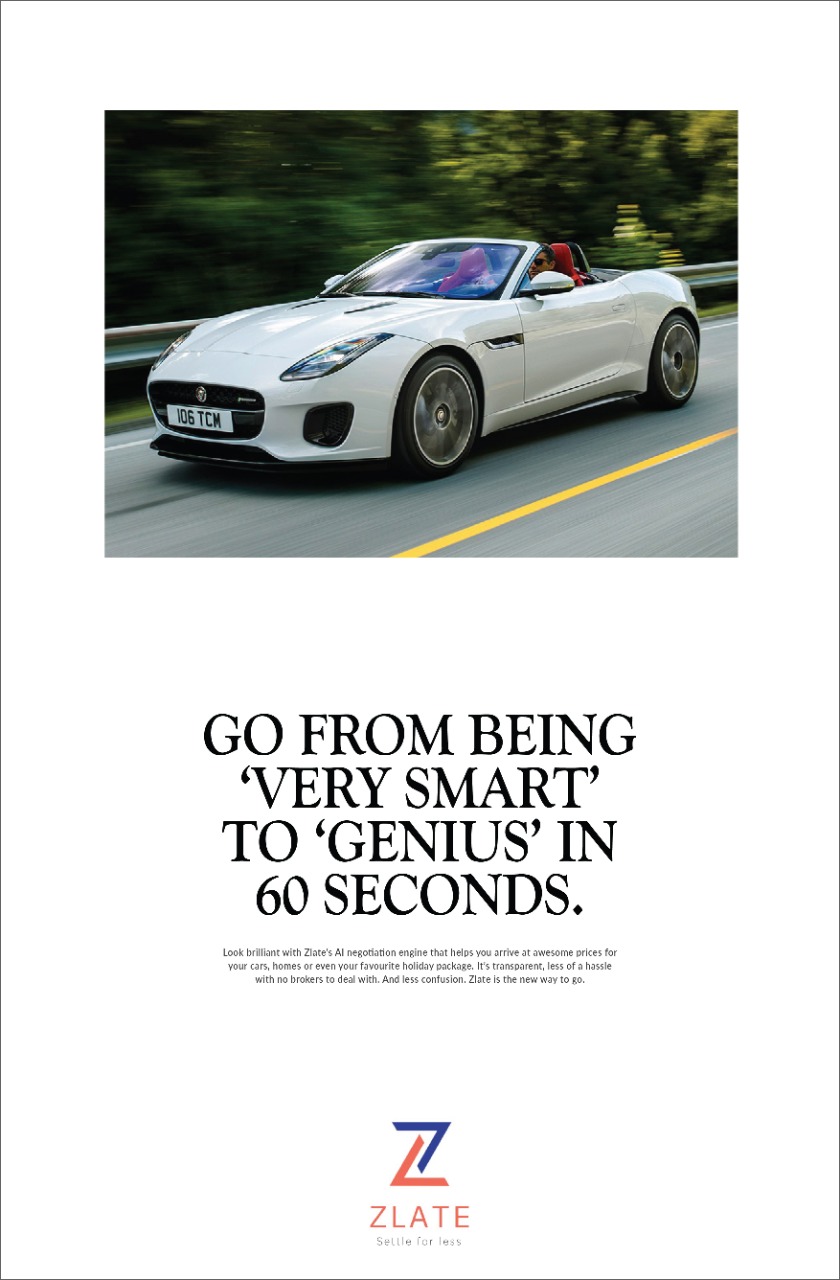 106 TCM
GO FROM BEING
‘VERY SMART’
TO ‘GENIUS’ IN
60 SECONDS.
Look brilliant with Zlate's AI negotiation engine that helps you arrive at awesome prices for
your cars, homes or even your favourite holiday package. It's transparent, less of a hassle
with no brokers to deal with. And less confusion. Zlate is the new way to go.
ZLATE
Settle for less